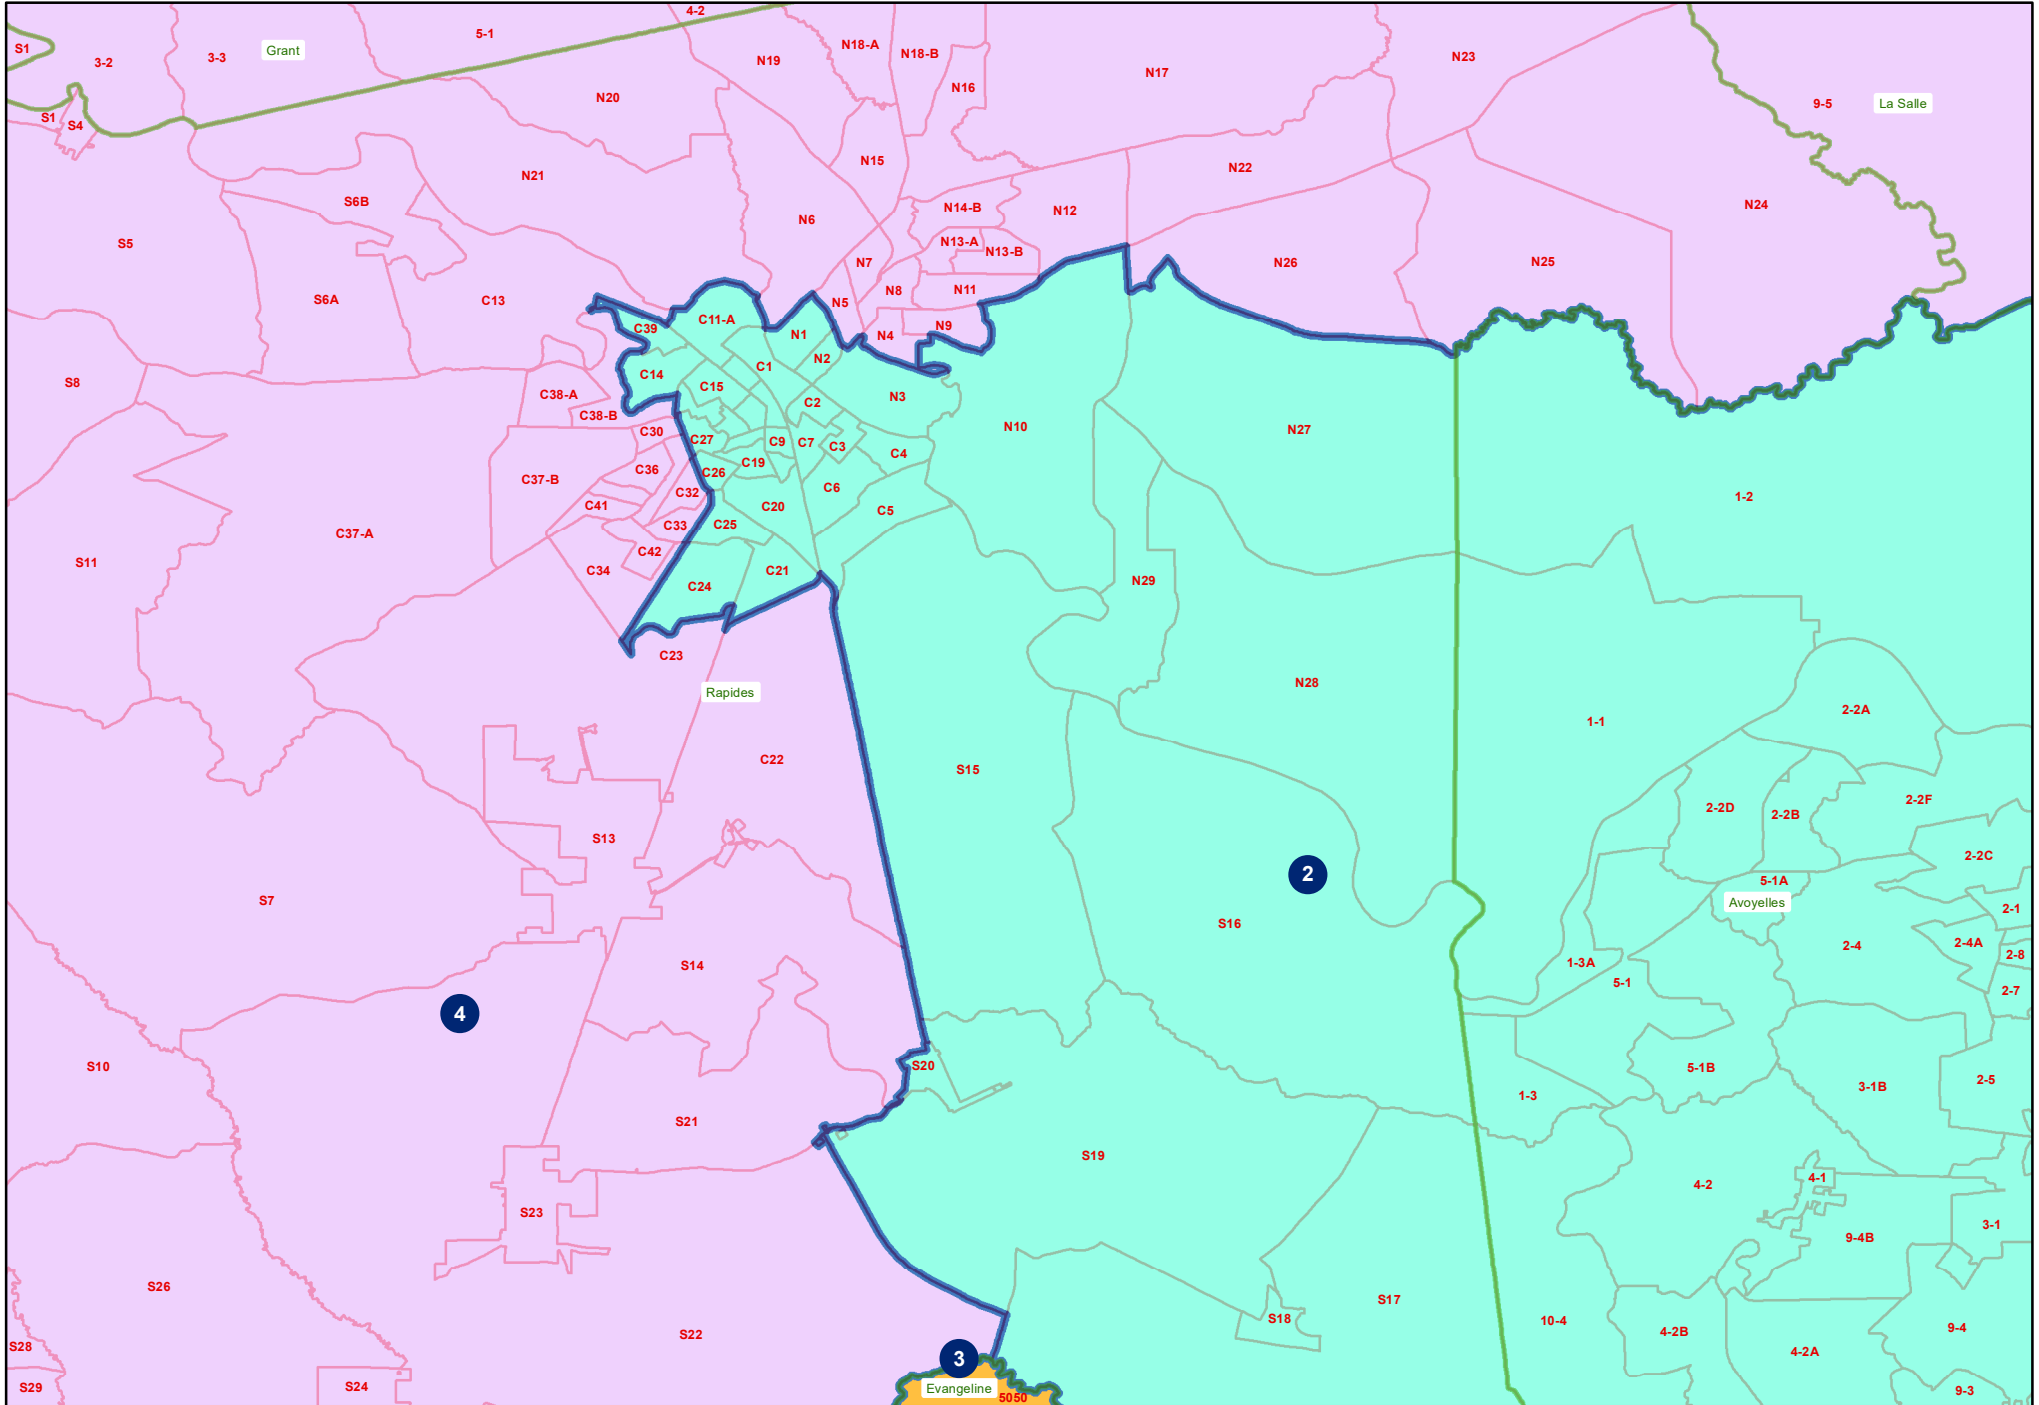 4-2
5-1
S1
3-2
3-3
Grant
N19
N18-A
N18-B
N16
N17
N23
9-5
La Salle
N20
S1
S4
N15
N22
N21
S6B
N14-B
N12
N24
N6
S5
N13-A
N13-B
N7
N26
N25
N8
N11
S6A
C13
N5
C39
C11-A
N1
N4
N9
N2
C1
C14
S8
C15
C38-A
N3
C2
C38-B
C30
N10
N27
C27
C9
C7
C3
C4
C19
C36
C26
C37-B
C32
C6
1-2
C41
C20
C5
C33
C25
C37-A
C42
S11
C34
C21
C24
N29
C23
N28
Rapides
2-2A
1-1
C22
S15
2-2F
2-2D
2-2B
S13
2-2C
2
5-1A
S7
Avoyelles
2-1
S16
2-4
2-4A
2-8
S14
1-3A
5-1
2-7
4
S10
S20
5-1B
3-1B
2-5
1-3
S21
S19
4-2
4-1
S23
3-1
9-4B
S26
S17
S18
10-4
S22
4-2B
9-4
S28
4-2A
3
S29
S24
Evangeline
5050
9-3